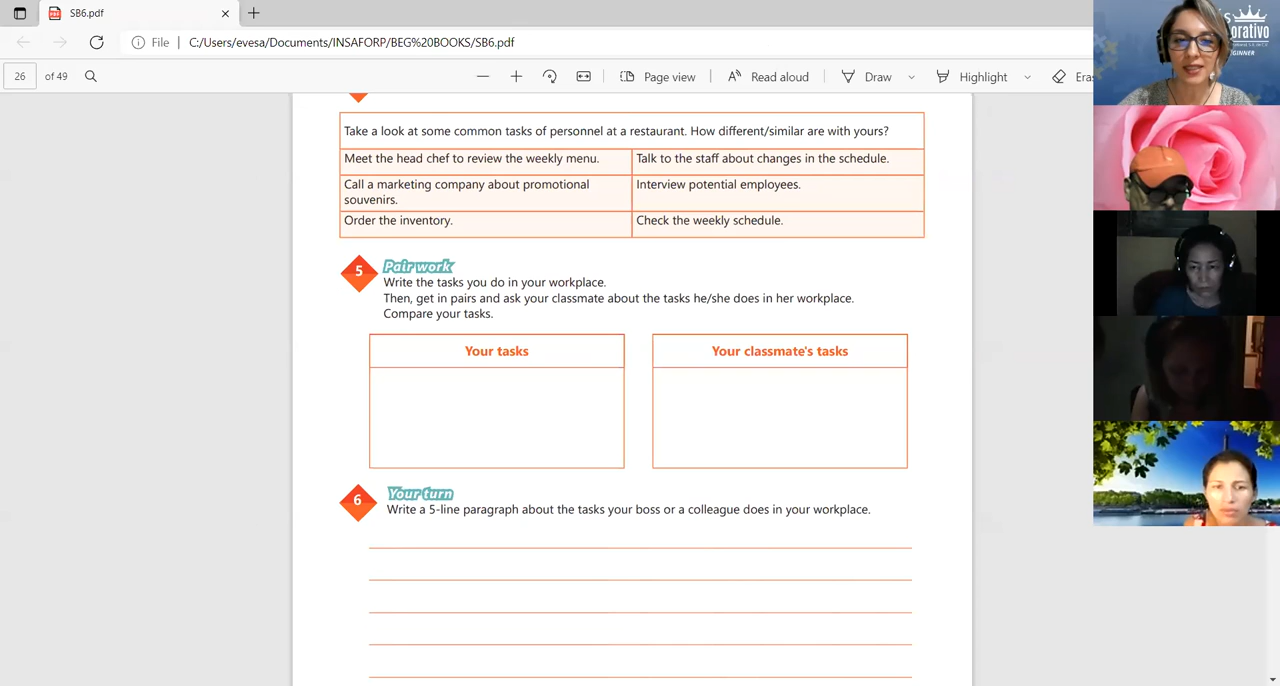 SB6.pdf
File | C:/Users/evesa/Documents/INSAFORP/BEG%20BOOKS/SB6.pdf
26 of 49
Page view
Read aloud
Draw
Highlight
Eras
Take a look at some common tasks of personnel at a restaurant. How different/similar are with yours?
Meet the head chef to review the weekly menu.
Talk to the staff about changes in the schedule.
Call a marketing company about promotional
souvenirs.
Interview potential employees.
Order the inventory.
Check the weekly schedule.
5 Pair work
Write the tasks you do in your workplace.
Then, get in pairs and ask your classmate about the tasks he/she does in her workplace.
Compare your tasks.
Your tasks
Your classmate's tasks
6 Your turn
Write a 5-line paragraph about the tasks your boss or a colleague does in your workplace.
orativo